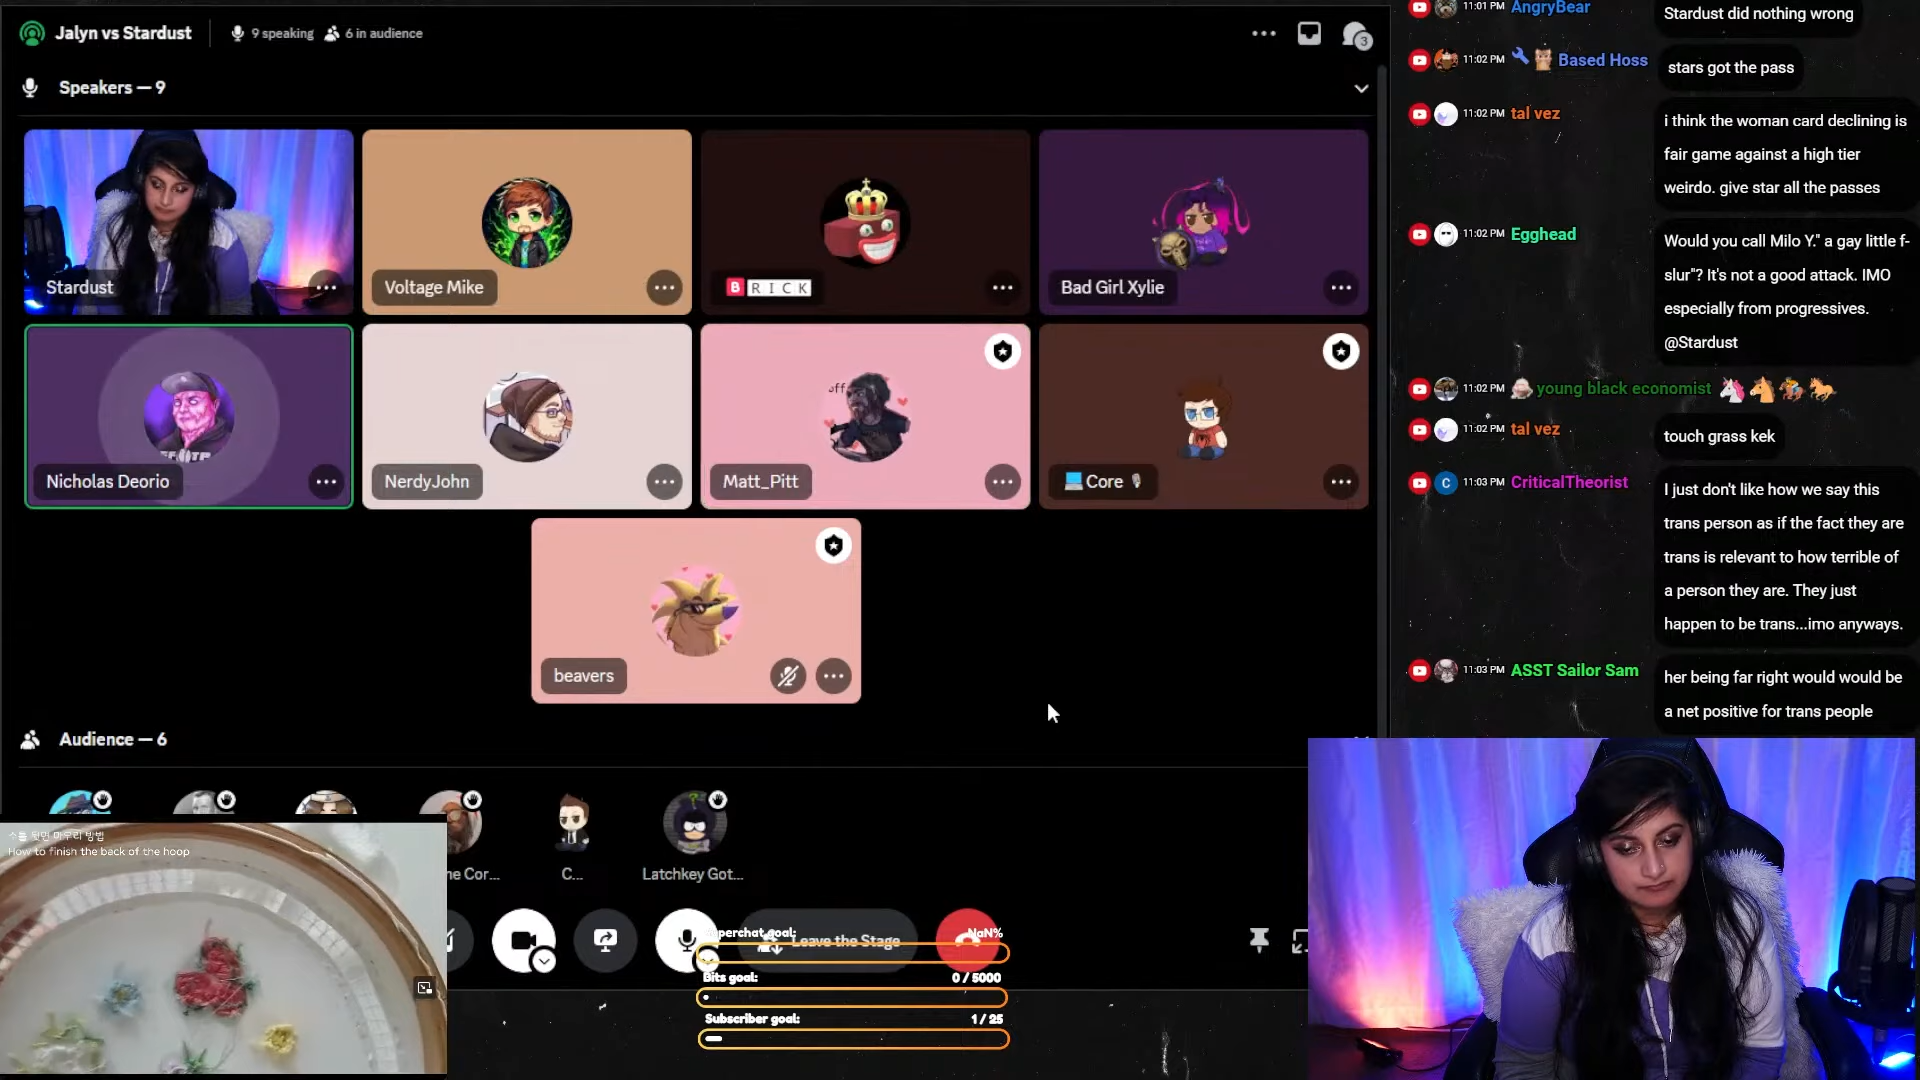 Jalyn vs Stardust
9 speaking
6 in audience
3
Speakers — 9
Stardust
Voltage Mike
B R I C K
Bad Girl Xylie
Nicholas Deorio
NerdyJohn
off
Matt_Pitt
Core
beavers
Audience — 6
C...
Latchkey Got...
How to finish the back of the hoop
Leave the Stage
NaN%
Bits goal:
0 / 5000
Subscriber goal:
1 / 25
11:01 PM AngryBear
Stardust did nothing wrong
11:02 PM Based Hoss
stars got the pass
11:02 PM tal vez
i think the woman card declining is
fair game against a high tier
weirdo. give star all the passes
11:02 PM Egghead
Would you call Milo Y." a gay little f-
slur"? It's not a good attack. IMO
especially from progressives.
@Stardust
11:02 PM young black economist
11:02 PM tal vez
touch grass kek
C 11:03 PM CriticalTheorist
I just don't like how we say this
trans person as if the fact they are
trans is relevant to how terrible of
a person they are. They just
happen to be trans...imo anyways.
11:03 PM ASST Sailor Sam
her being far right would would be
a net positive for trans people